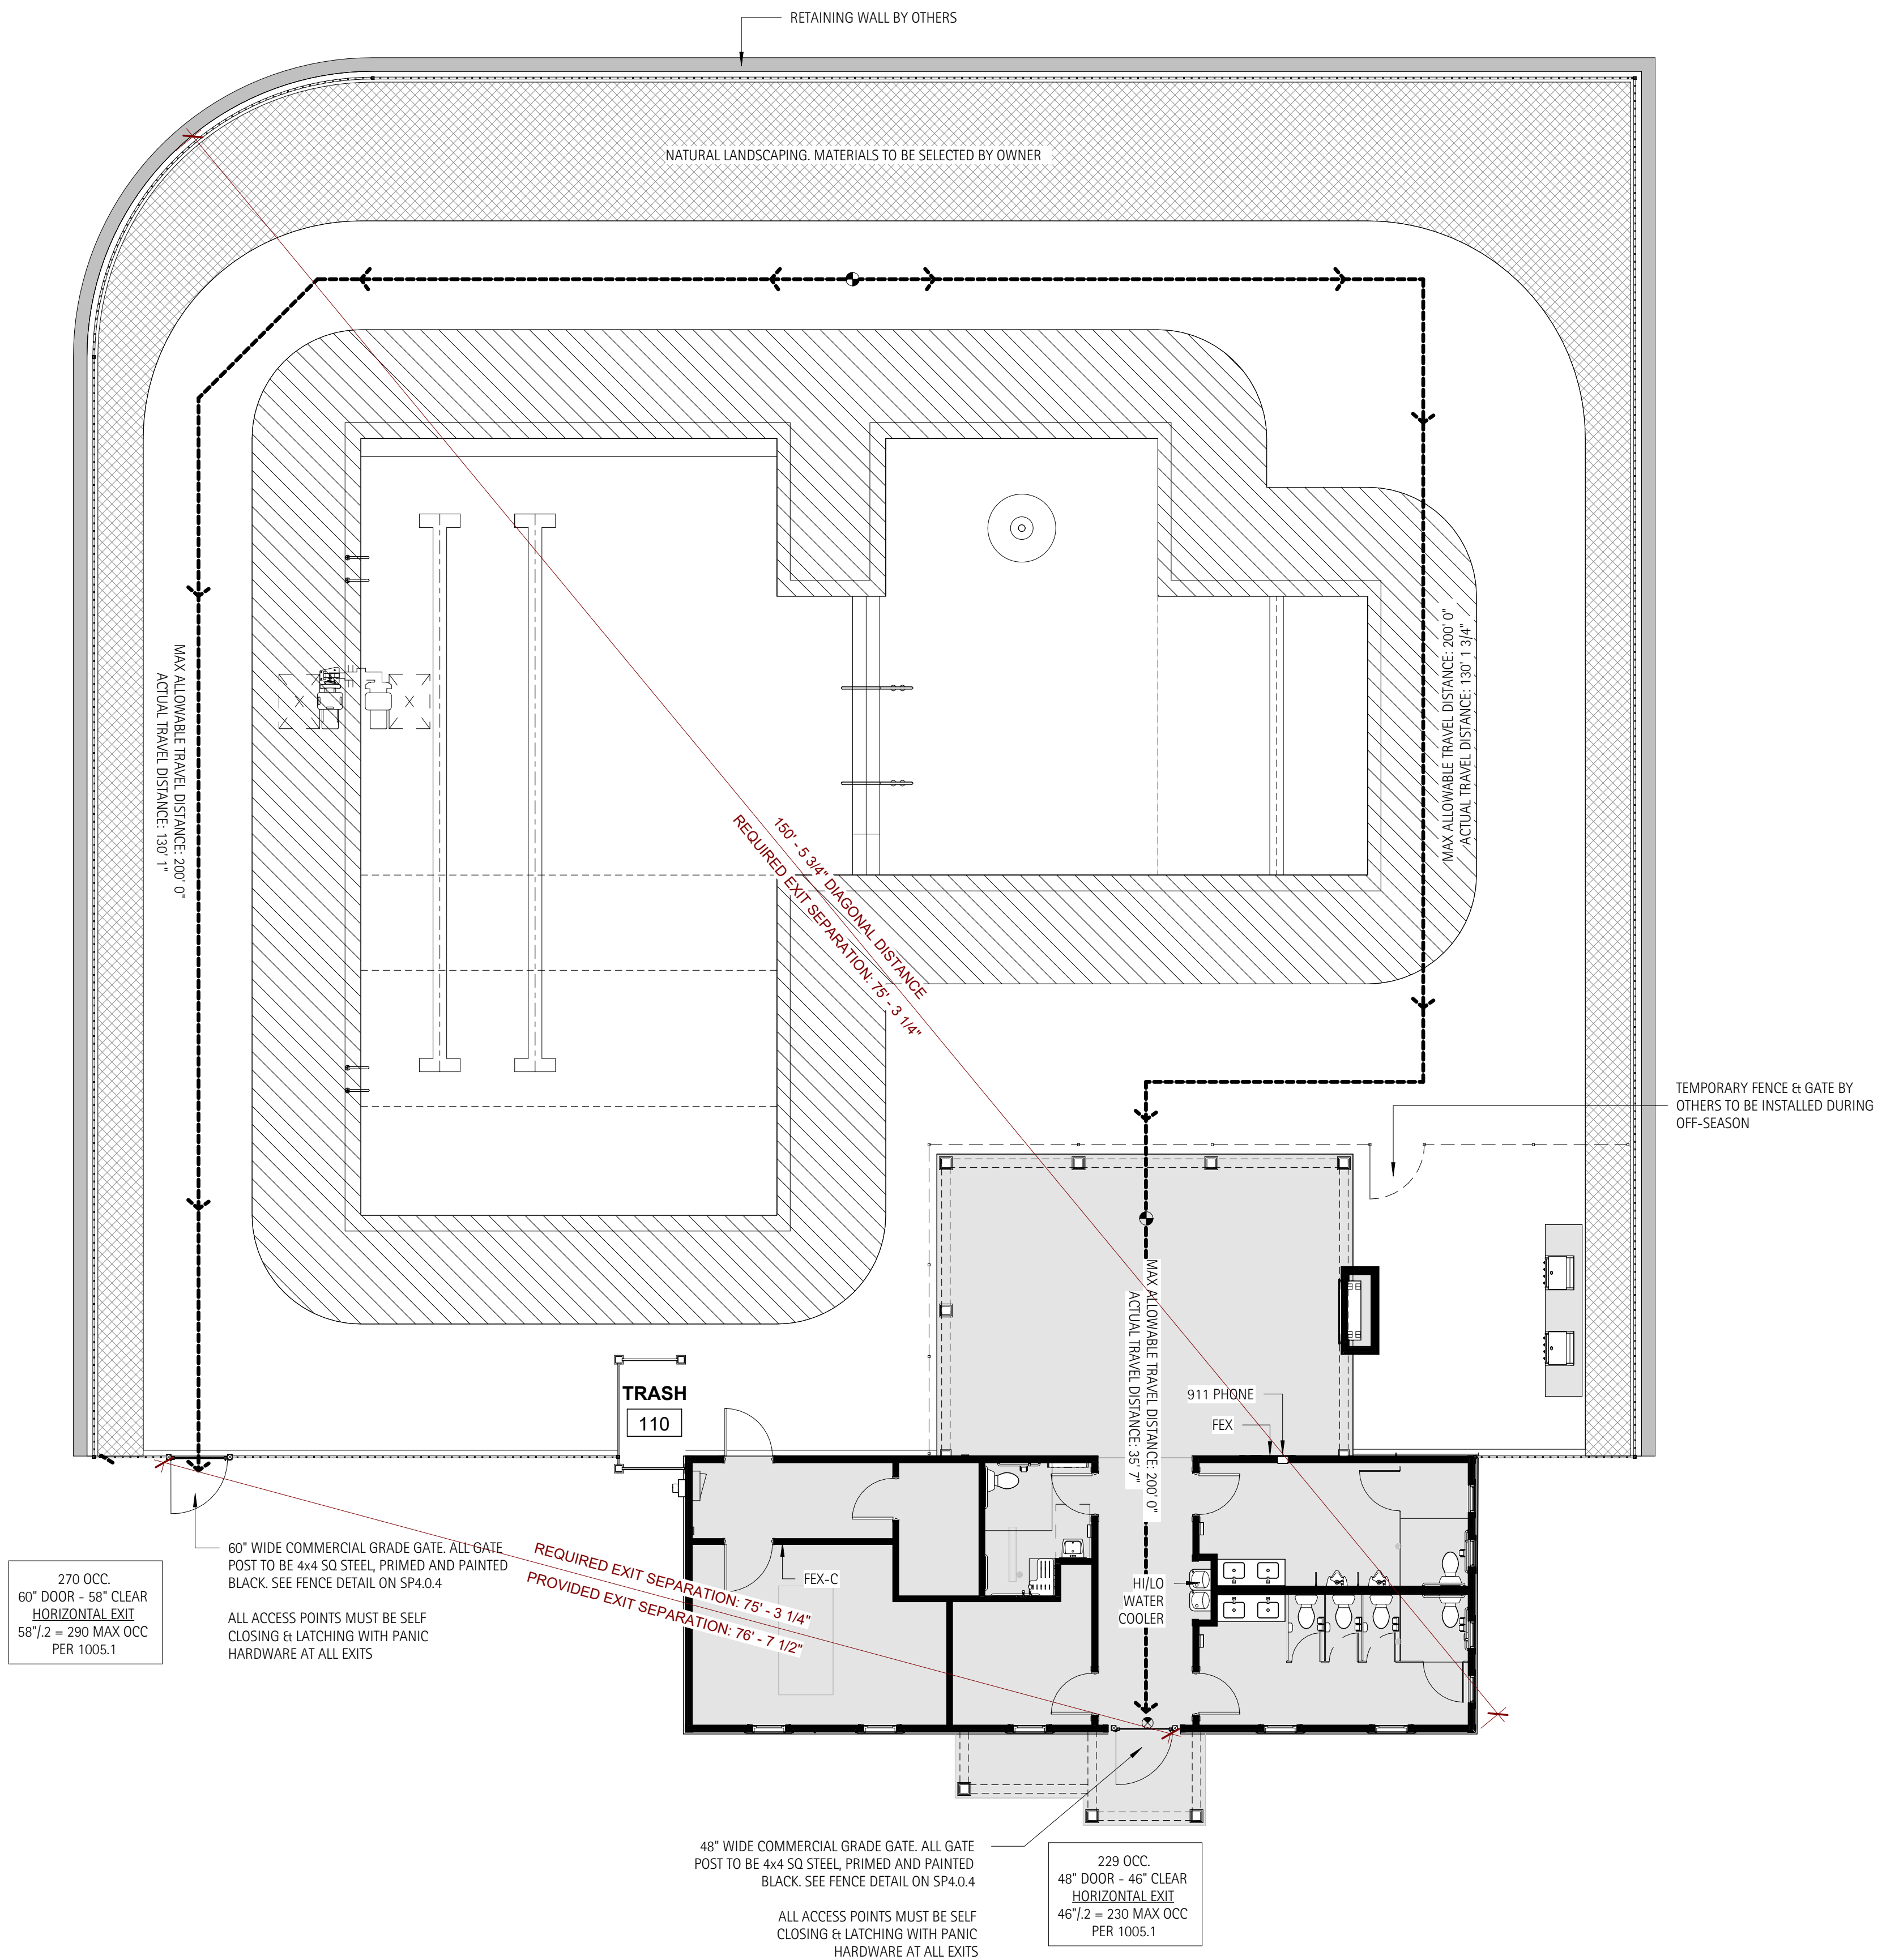 RETAINING WALL BY OTHERS
NATURAL LANDSCAPING. MATERIALS TO BE SELECTED BY OWNER
MAX ALLOWABLE TRAVEL DISTANCE: 200' 0"
ACTUAL TRAVEL DISTANCE: 130' 1"
MAX ALLOWABLE TRAVEL DISTANCE: 200' 0"
ACTUAL TRAVEL DISTANCE: 130' 1 3/4"
X
X
150' - 5 3/4" DIAGONAL DISTANCE
REQUIRED EXIT SEPARATION: 75' - 3 1/4"
TEMPORARY FENCE & GATE BY
OTHERS TO BE INSTALLED DURING
OFF-SEASON
MAX ALLOWABLE TRAVEL DISTANCE: 200' 0"
ACTUAL TRAVEL DISTANCE: 35' 7"
TRASH
110
911 PHONE
FEX
60" WIDE COMMERCIAL GRADE GATE. ALL GATE
POST TO BE 4x4 SQ STEEL, PRIMED AND PAINTED
BLACK. SEE FENCE DETAIL ON SP4.0.4
ALL ACCESS POINTS MUST BE SELF
CLOSING & LATCHING WITH PANIC
HARDWARE AT ALL EXITS
270 OCC.
60" DOOR - 58" CLEAR
HORIZONTAL EXIT
58"/.2 = 290 MAX OCC
PER 1005.1
REQUIRED EXIT SEPARATION: 75' - 3 1/4"
PROVIDED EXIT SEPARATION: 76' - 7 1/2"
FEX-C
HI/LO
WATER
COOLER
48" WIDE COMMERCIAL GRADE GATE. ALL GATE
POST TO BE 4x4 SQ STEEL, PRIMED AND PAINTED
BLACK. SEE FENCE DETAIL ON SP4.0.4
ALL ACCESS POINTS MUST BE SELF
CLOSING & LATCHING WITH PANIC
HARDWARE AT ALL EXITS
229 OCC.
48" DOOR - 46" CLEAR
HORIZONTAL EXIT
46"/.2 = 230 MAX OCC
PER 1005.1